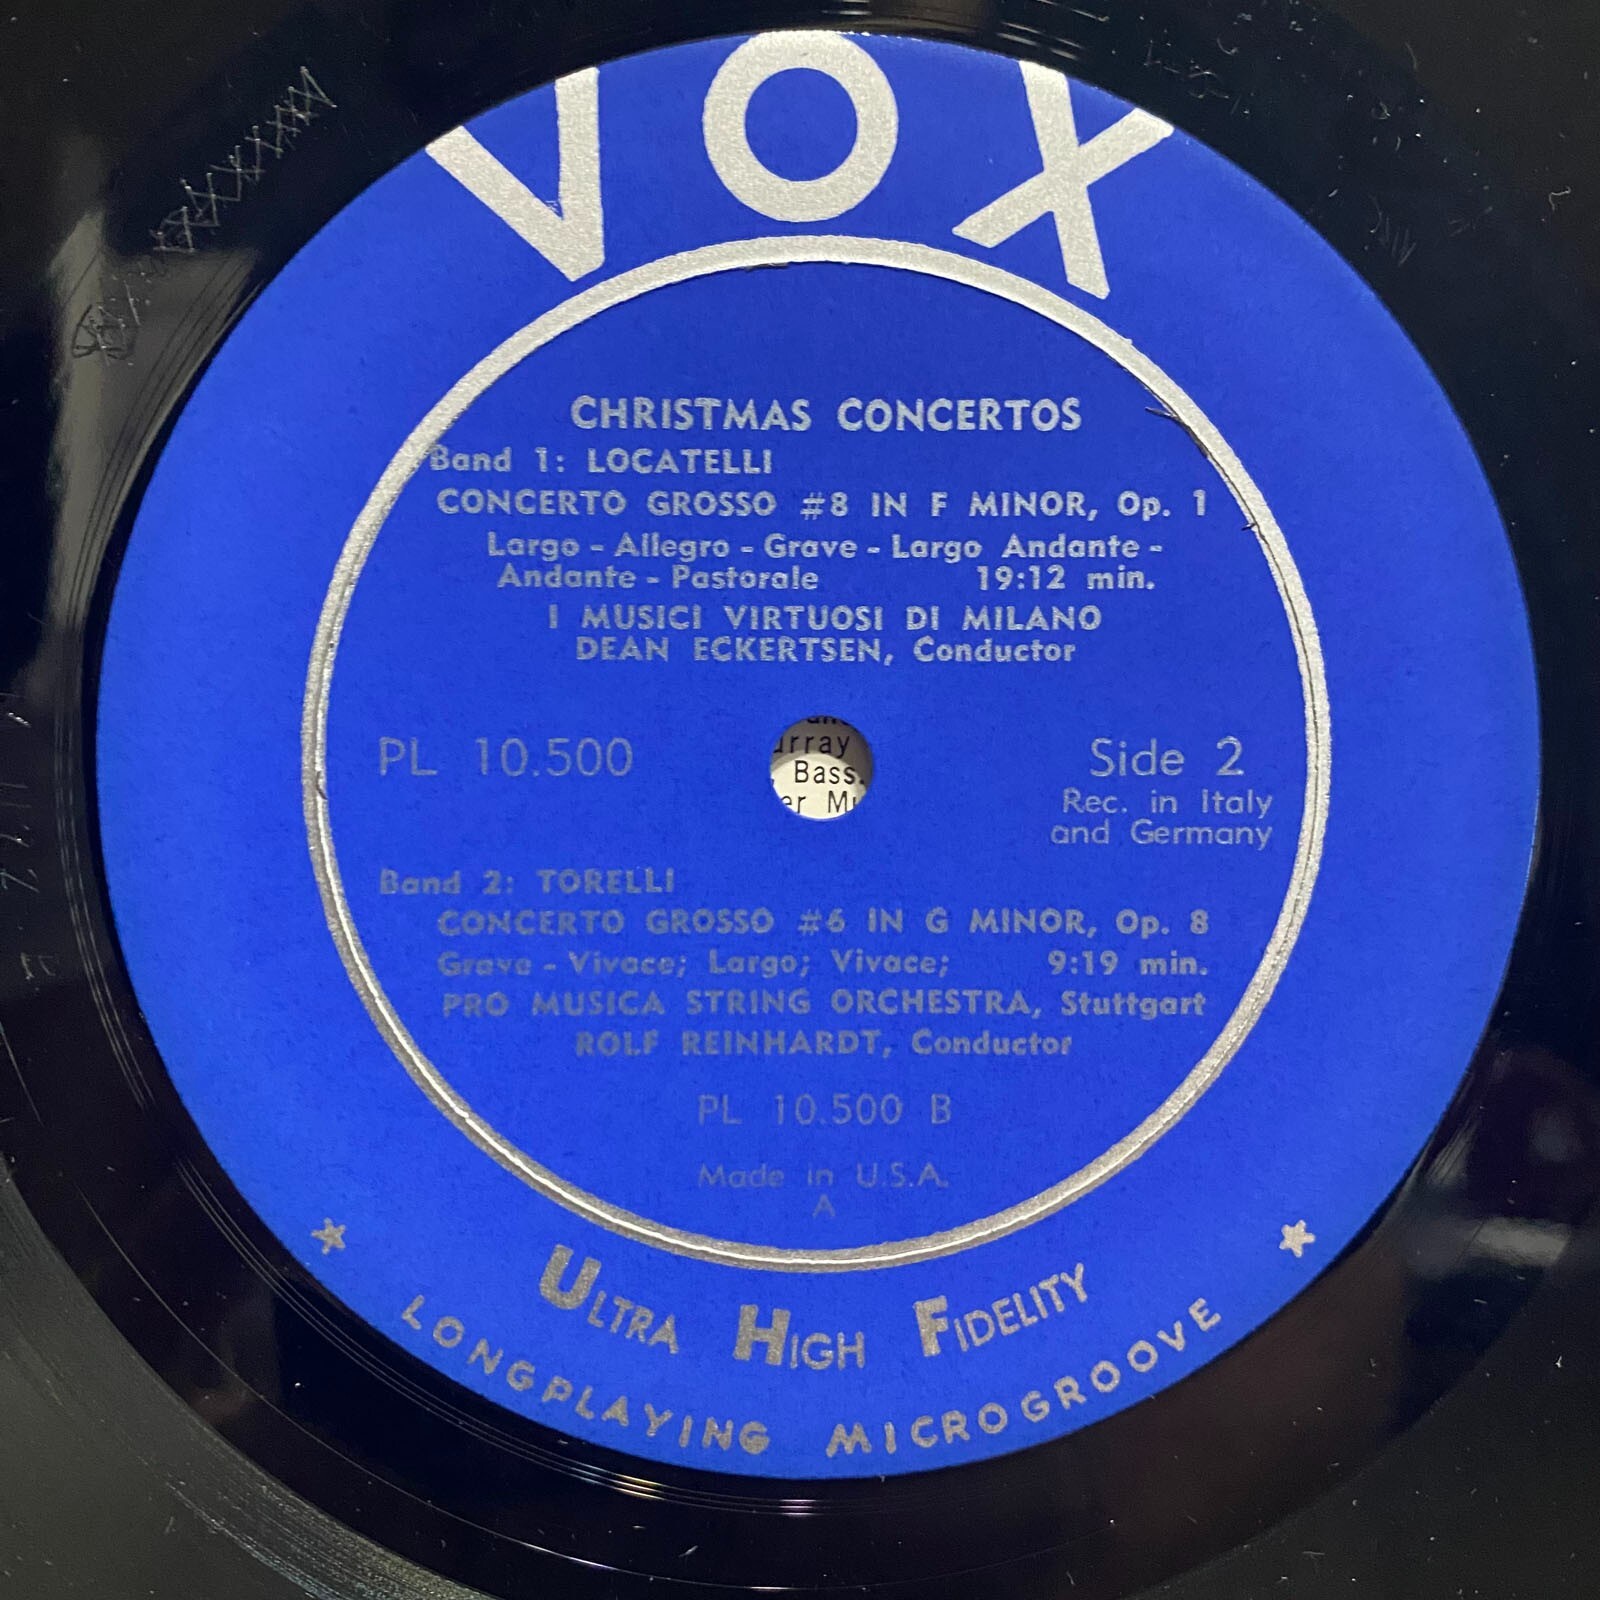 VOX
CHRISTMAS CONCERTOS
Band 1: LOCATELLI
CONCERTO GROSSO #8 IN F MINOR, Op. 1
Largo - Allegro - Grave - Largo Andante -
Andante - Pastorale 19:12 min.
I MUSICI VIRTUOSI DI MILANO
DEAN ECKERTSEN, Conductor
PL 10.500
Side 2
Rec. in Italy
and Germany
Bass.
Band 2: TORELLI
CONCERTO GROSSO #6 IN G MINOR, Op. 8
Grave - Vivace; Largo; Vivace; 9:19 min.
PRO MUSICA STRING ORCHESTRA, Stuttgart
ROLF REINHARDT, Conductor
PL 10.500 B
Made in U.S.A.
A
ULTRA HIGH FIDELITY
LONGPLAYING MICROGROOVE